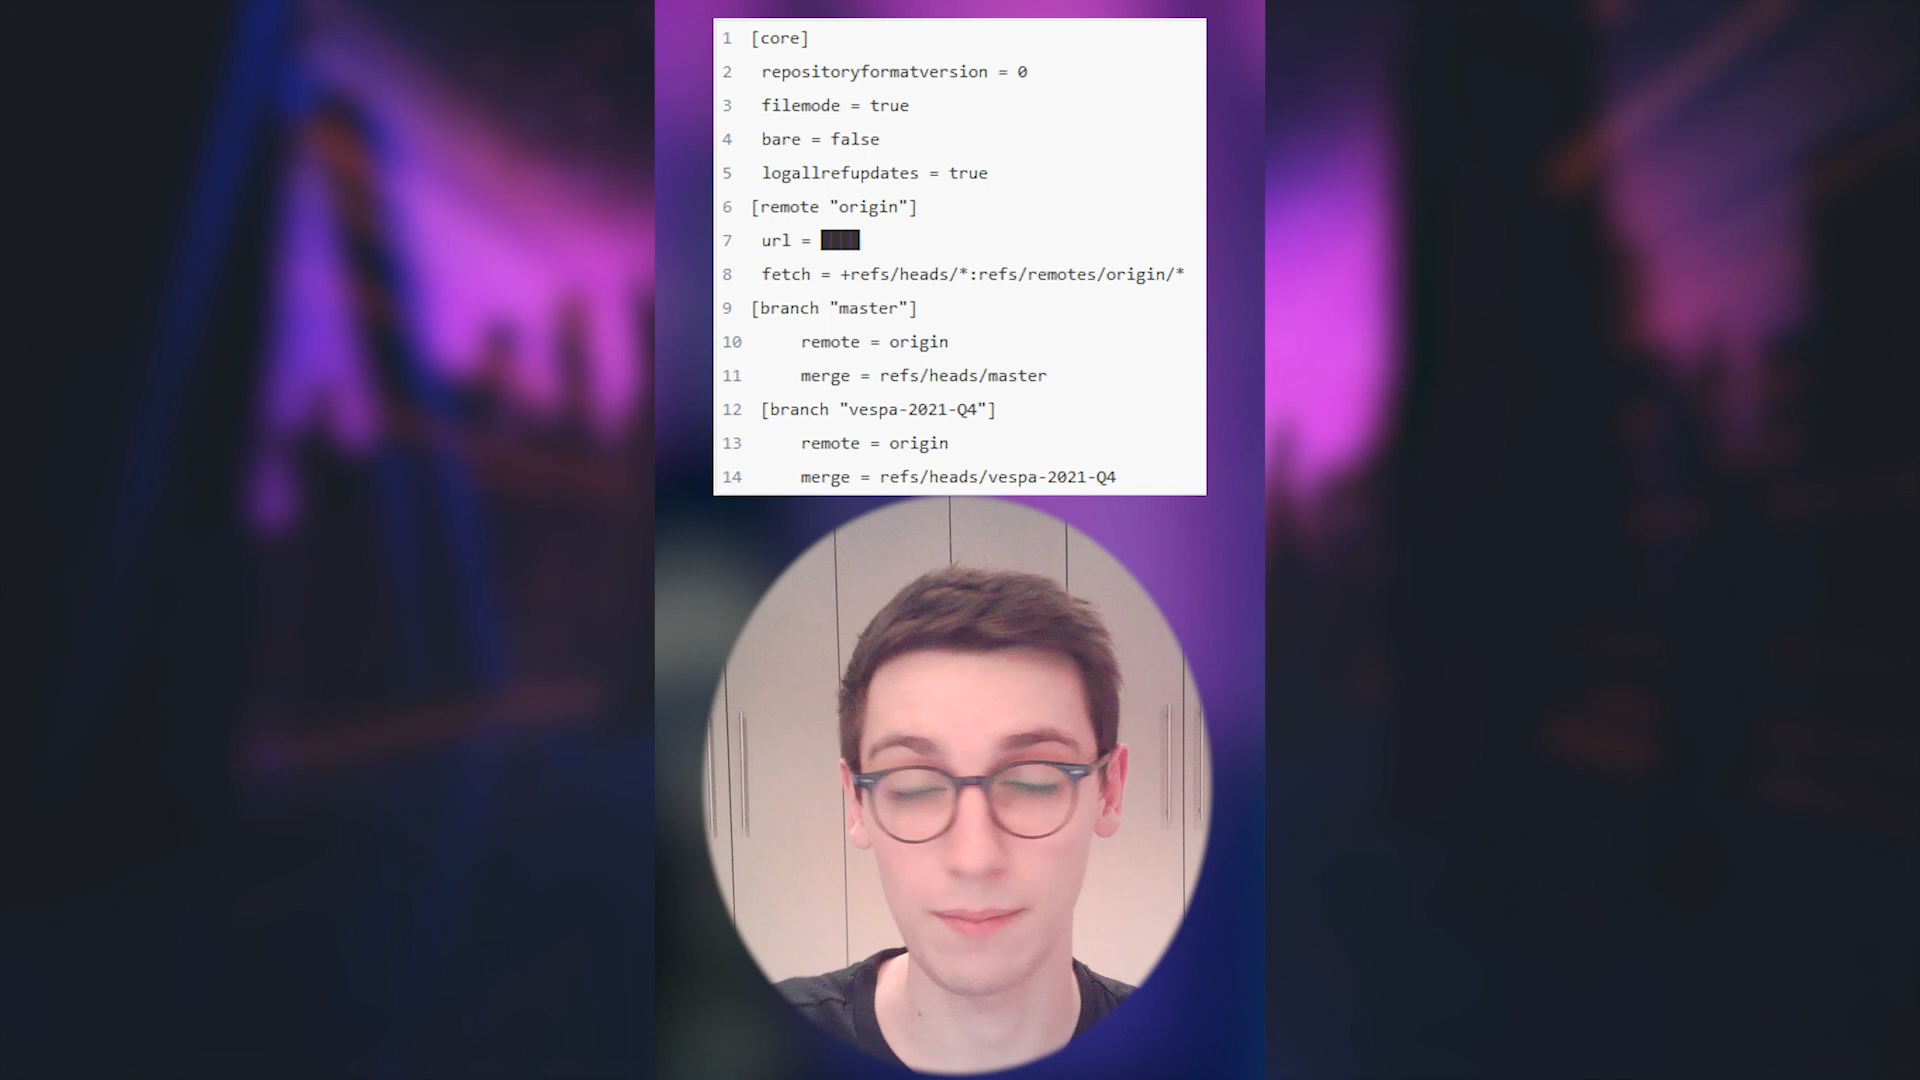 1 [core]
2 repositoryformatversion = 0
3 filemode = true
4 bare = false
5 logallrefupdates = true
6 [remote "origin"]
7 url =
8 fetch = +refs/heads/*:refs/remotes/origin/*
9 [branch "master"]
10 remote = origin
11 merge = refs/heads/master
12 [branch "vespa-2021-Q4"]
13 remote = origin
14 merge = refs/heads/vespa-2021-Q4